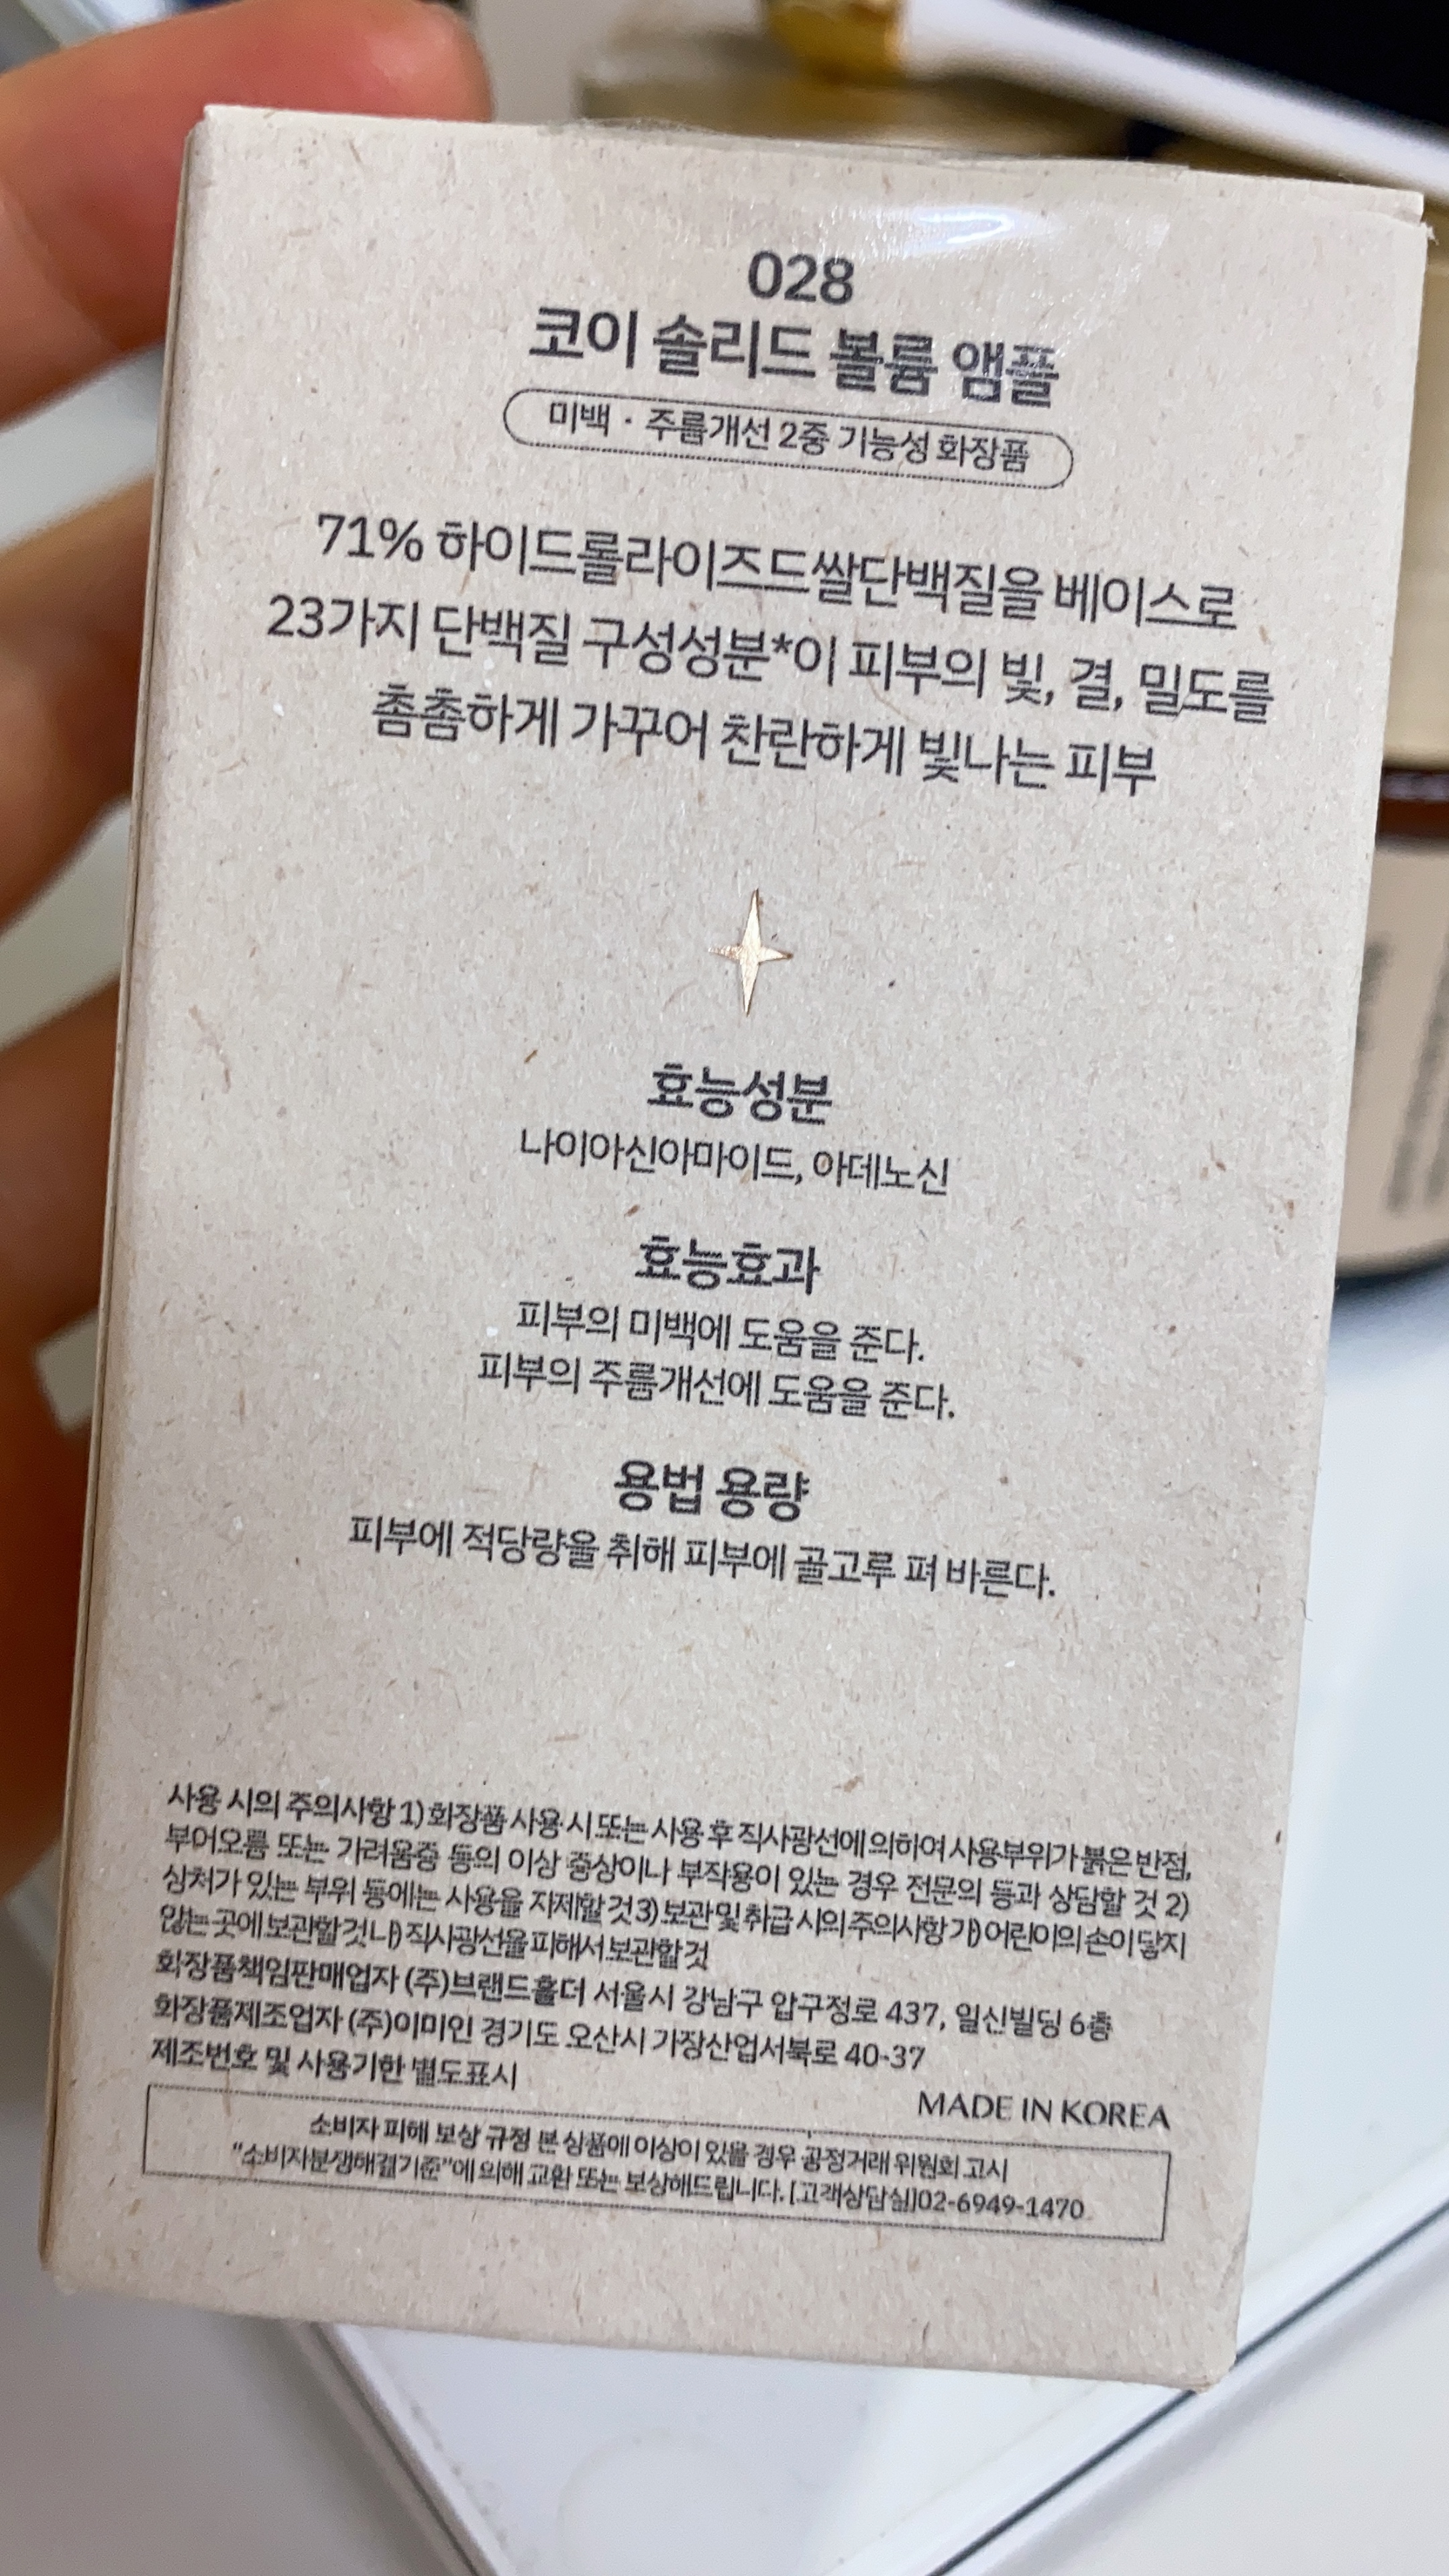 028
코이 솔리드 볼륨 앰플
미백 · 주름개선 2중 기능성 화장품
71% 하이드롤라이즈드쌀단백질을 베이스로
23가지 단백질 구성성분*이 피부의 빛, 결, 밀도를
촘촘하게 가꾸어 찬란하게 빛나는 피부
효능성분
나이아신아마이드, 아데노신
효능효과
피부의 미백에 도움을 준다.
피부의 주름개선에 도움을 준다.
용법 용량
피부에 적당량을 취해 피부에 골고루 펴 바른다.
사용 시의 주의사항 1) 화장품 사용 시 또는 사용 후 직사광선에 의하여 사용부위가 붉은 반점,
부어오름 또는 가려움증 등의 이상 증상이나 부작용이 있는 경우 전문의 등과 상담할 것 2)
상처가 있는 부위 등에는 사용을 자제할 것 3) 보관 및 취급 시의 주의사항 가) 어린이의 손이 닿지
않는 곳에 보관할 것 나) 직사광선을 피해서 보관할 것
화장품책임판매업자 (주)브랜드홀더 서울시 강남구 압구정로 437, 일신빌딩 6층
화장품제조업자 (주)이미인 경기도 오산시 가장산업서북로 40-37
제조번호 및 사용기한 별도표시
MADE IN KOREA
소비자 피해 보상 규정 본 상품에 이상이 있을 경우 공정거래 위원회 고시
"소비자분쟁해결기준"에 의해 교환 또는 보상해드립니다. [고객상담실]02-6949-1470